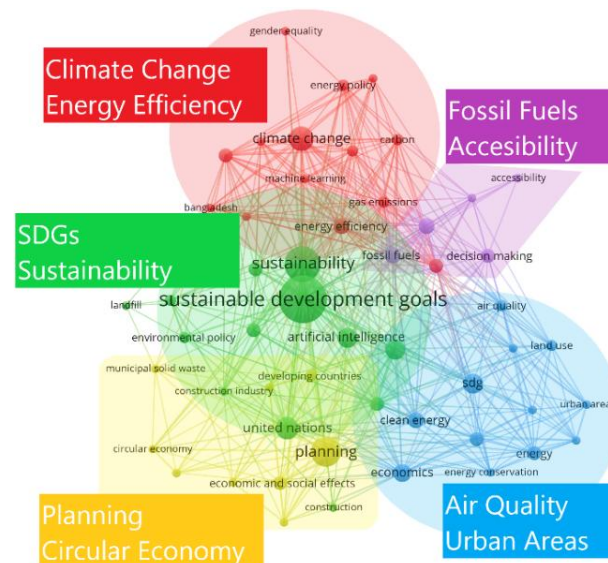 gender equality
Climate Change
Energy Efficiency
energy policy
climate change
carbon
Fossil Fuels
Accesibility
machine learning
accessibility
bangladesh
gas emissions
energy efficiency
SDGs
Sustainability
sustainability
fossil fuels
decision making
sustainable development goals
landfill
air quality
environmental policy
artificial intelligence
land use
municipal solid waste
developing countries
sdg
construction industry
urban area
clean energy
united nations
circular economy
planning
energy
economics
energy conservation
economic and social effects
construction
Planning
Circular Economy
Air Quality
Urban Areas